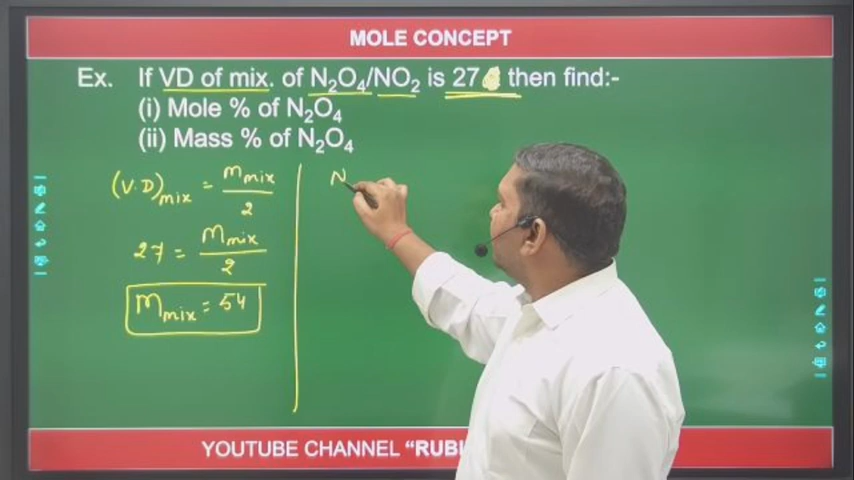 MOLE CONCEPT
Ex. If VD of mix. of N₂O₄/NO₂ is 27 then find:-
(i) Mole % of N₂O₄
(ii) Mass % of N₂O₄
(V.D)mix = Mmix/2
27 = Mmix/2
Mmix = 54
N
YOUTUBE CHANNEL “RUBI